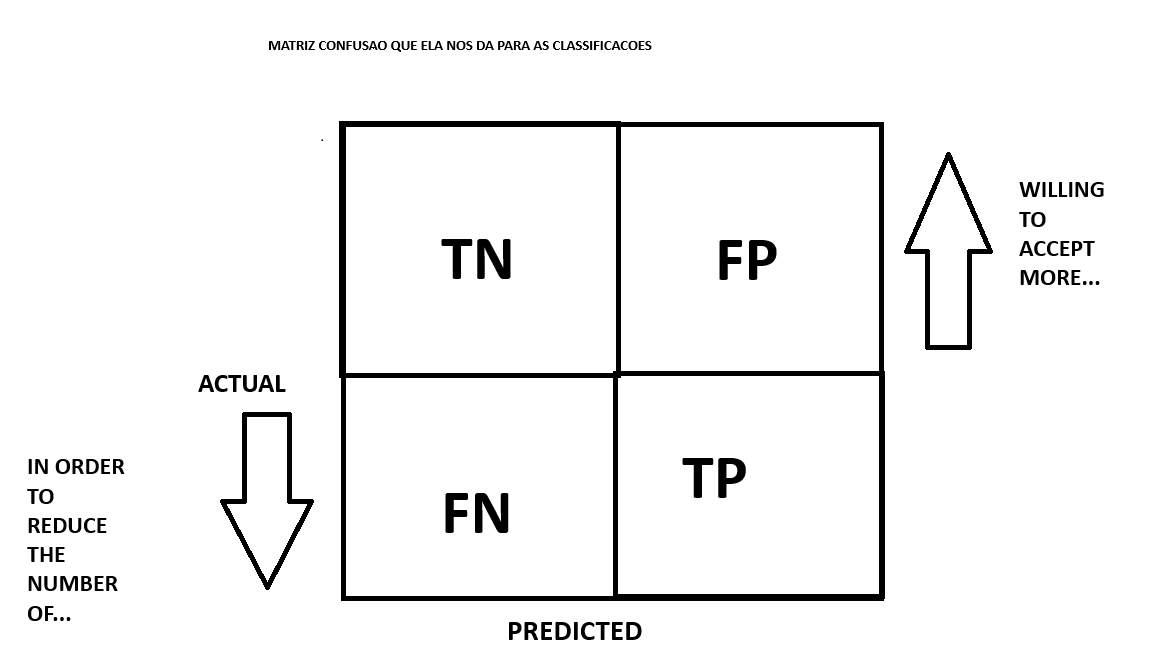 MATRIZ CONFUSAO QUE ELA NOS DA PARA AS CLASSIFICACOES
TN
FP
WILLING
TO
ACCEPT
MORE...
ACTUAL
IN ORDER
TO
REDUCE
THE
NUMBER
OF...
FN
TP
PREDICTED